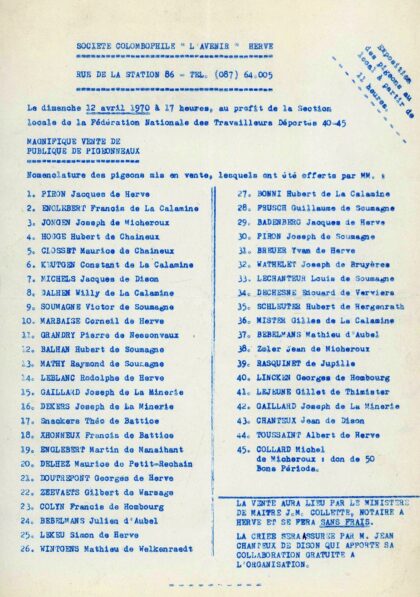 SOCIETE COLOMBOPHILE " L'AVENIR " HERVE
RUE DE LA STATION 86 - TEL. (087) 64.005
Exposition
des pigeons au
local à partir de
11 heures.
Le dimanche 12 avril 1970 à 17 heures, au profit de la Section
locale de la Fédération Nationale des Travailleurs Déportés 40-45
MAGNIFIQUE VENTE DE
PUBLIQUE DE PIGEONNEAUX
Nomenclature des pigeons mis en vente, lesquels ont été offerts par MM. :
1. PIRON Jacques de Herve
2. ENGLEBERT Francis de La Calamine
3. JONGEN Joseph de Micheroux
4. HODGE Hubert de Chaineux
5. CLOSSET Maurice de Chaineux
6. KEUTGEN Constant de La Calamine
7. MICHELS Jacques de Dison
8. DALHEN Willy de La Calamine
9. SOUMAGNE Victor de Soumagne
10. MARBAISE Corneil de Herve
11. GRANDRY Pierre de Nessonvaux
12. BALHAN Hubert de Soumagne
13. MATHY Raymond de Soumagne
14. LEBLANC Rodolphe de Herve
15. GAILLARD Joseph de La Minerie
16. DEKERS Joseph de La Minerie
17. Snackers Théo de Battice
18. XHONNEUX Francis de Battice
19. ENGLEBERT Martin de Nanaihant
20. DELHEZ Maurice de Petit-Rechain
21. DOUTREPONT Georges de Herve
22. ZEEVAETS Gilbert de Warsage
23. COLYN Francis de Hombourg
24. BEBELMANS Julien d'Aubel
25. LEKEU Simon de Herve
26. WINTGENS Mathieu de Welkenraedt
27. BONNI Hubert de La Calamine
28. FRUSCH Guillaume de Soumagne
29. BADENBERG Jacques de Herve
30. PIRON Joseph de Soumagne
31. BREUER Yvan de Herve
32. WATHELET Joseph de Bruyères
33. LECHANTEUR Louis de Soumagne
34. DECHESNE Edouard de Verviers
35. SCHLEUTER Hubert de Hergenrath
36. MISTER Gilles de La Calamine
37. BEBELMANS Mathieu d'Aubel
38. Zeler Jean de Micheroux
39. RASQUINET de Jupille
40. LINCKEN Georges de Hombourg
41. LEJEUNE Gillet de Thimister
42. GAILLARD Joseph de La Minerie
43. CHANTEUX Jean de Dison
44. TOUSSAINT Albert de Herve
45. COLLARD Michel
de Micheroux : don de 50
Bons Période.
LA VENTE AURA LIEU PAR LE MINISTERE
DE MAITRE J.M. COLLETTE, NOTAIRE A
HERVE ET SE FERA SANS FRAIS.
LA CRIEE SERA ASSUREE PAR M. JEAN
CHANTEUX DE DISON QUI APPORTE SA
COLLABORATION GRATUITE A
L'ORGANISATION.